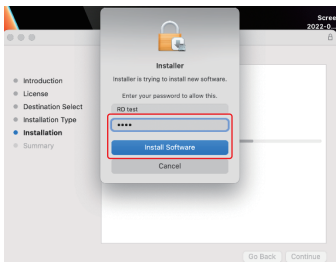 Scree
2022-0...
Installer
Installer is trying to install new software.
Enter your password to allow this.
RD test
••••
Install Software
Cancel
Introduction
License
Destination Select
Installation Type
Installation
Summary
Go Back
Continue